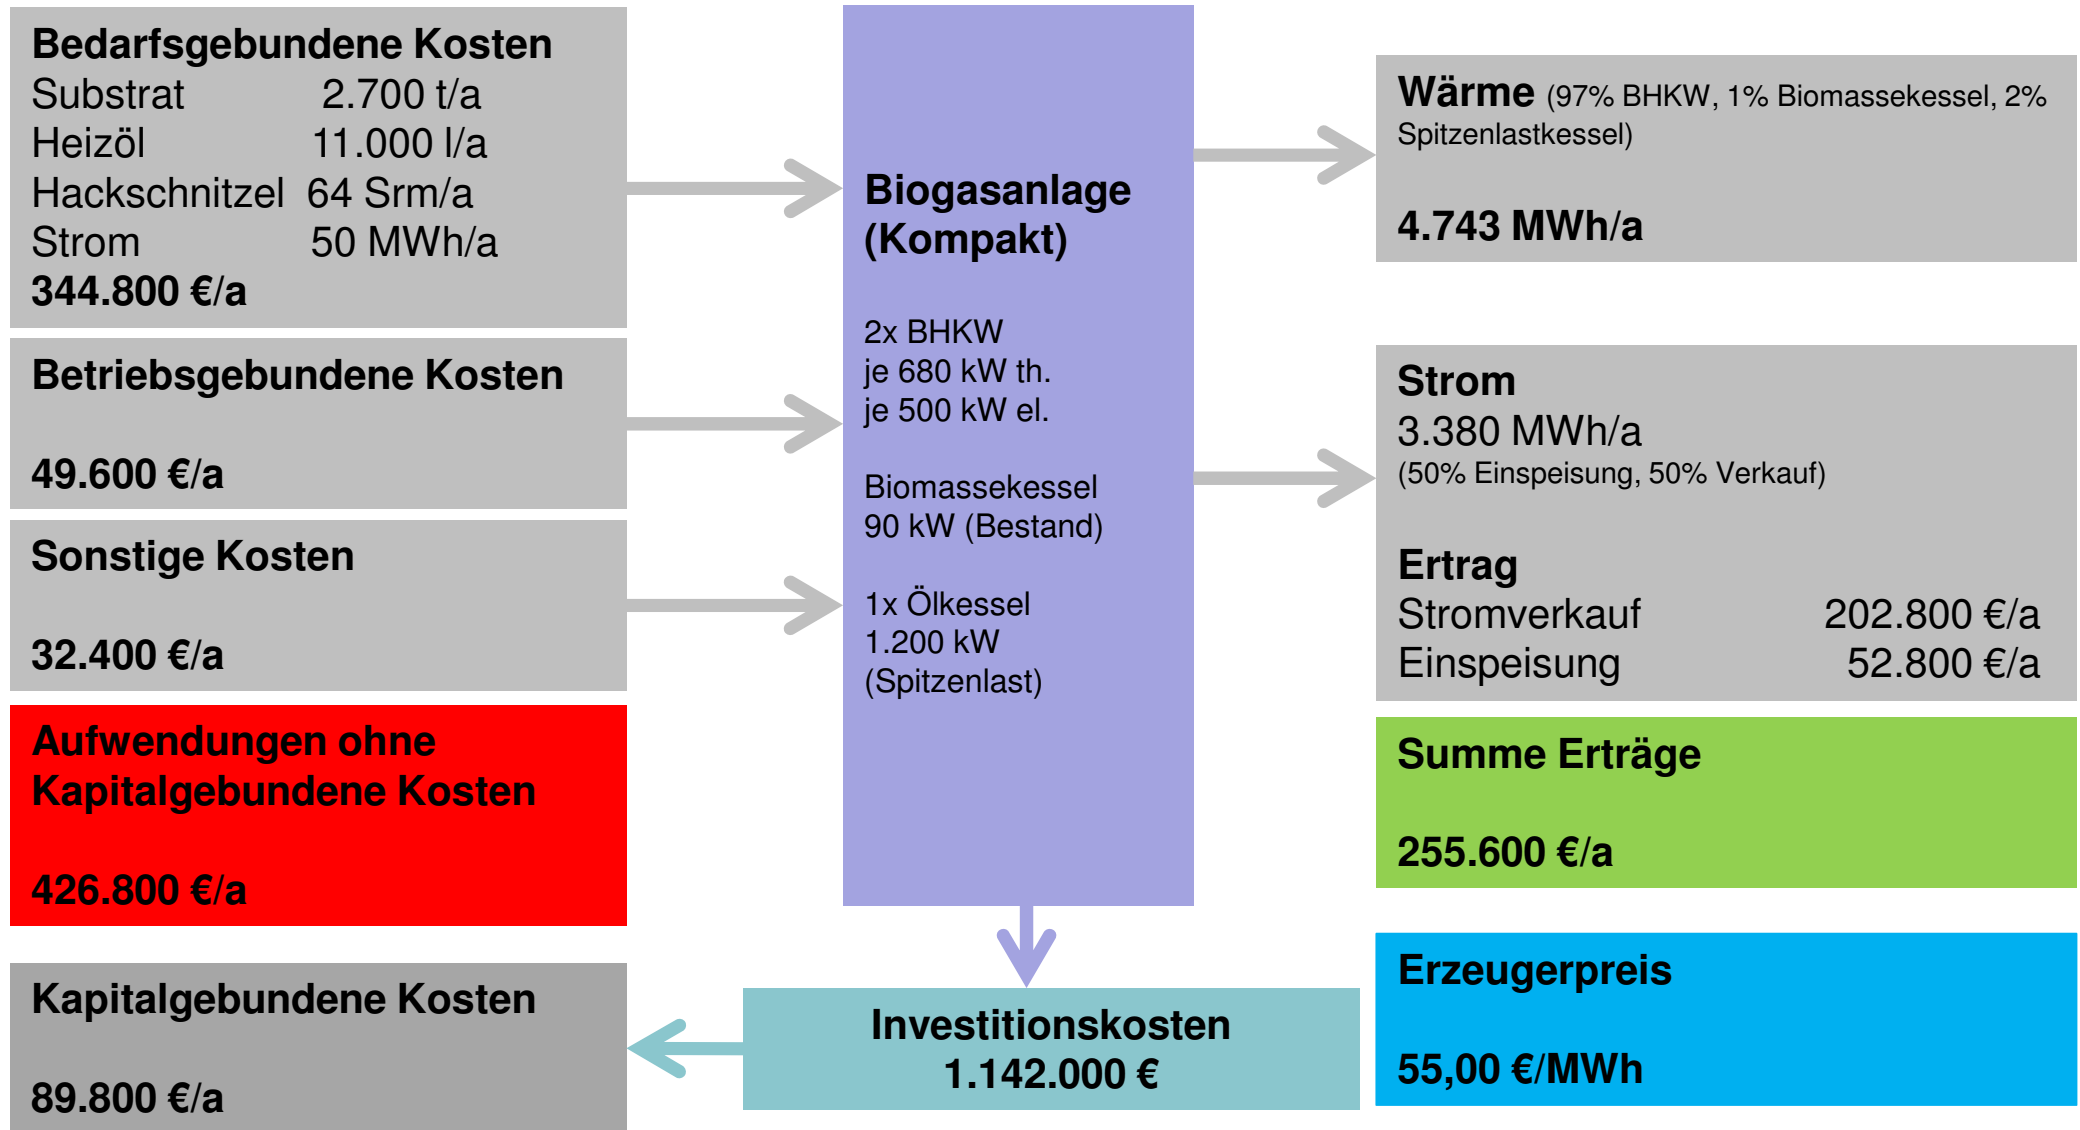 Bedarfsgebundene Kosten
Substrat 2.700 t/a
Heizöl 11.000 l/a
Hackschnitzel 64 Srm/a
Strom 50 MWh/a
344.800 €/a
Betriebsgebundene Kosten
49.600 €/a
Sonstige Kosten
32.400 €/a
Aufwendungen ohne
Kapitalgebundene Kosten
426.800 €/a
Kapitalgebundene Kosten
89.800 €/a
Biogasanlage
(Kompakt)
2x BHKW
je 680 kW th.
je 500 kW el.
Biomassekessel
90 kW (Bestand)
1x Ölkessel
1.200 kW
(Spitzenlast)
Investitionskosten
1.142.000 €
Wärme (97% BHKW, 1% Biomassekessel, 2%
Spitzenlastkessel)
4.743 MWh/a
Strom
3.380 MWh/a
(50% Einspeisung, 50% Verkauf)
Ertrag
Stromverkauf 202.800 €/a
Einspeisung 52.800 €/a
Summe Erträge
255.600 €/a
Erzeugerpreis
55,00 €/MWh